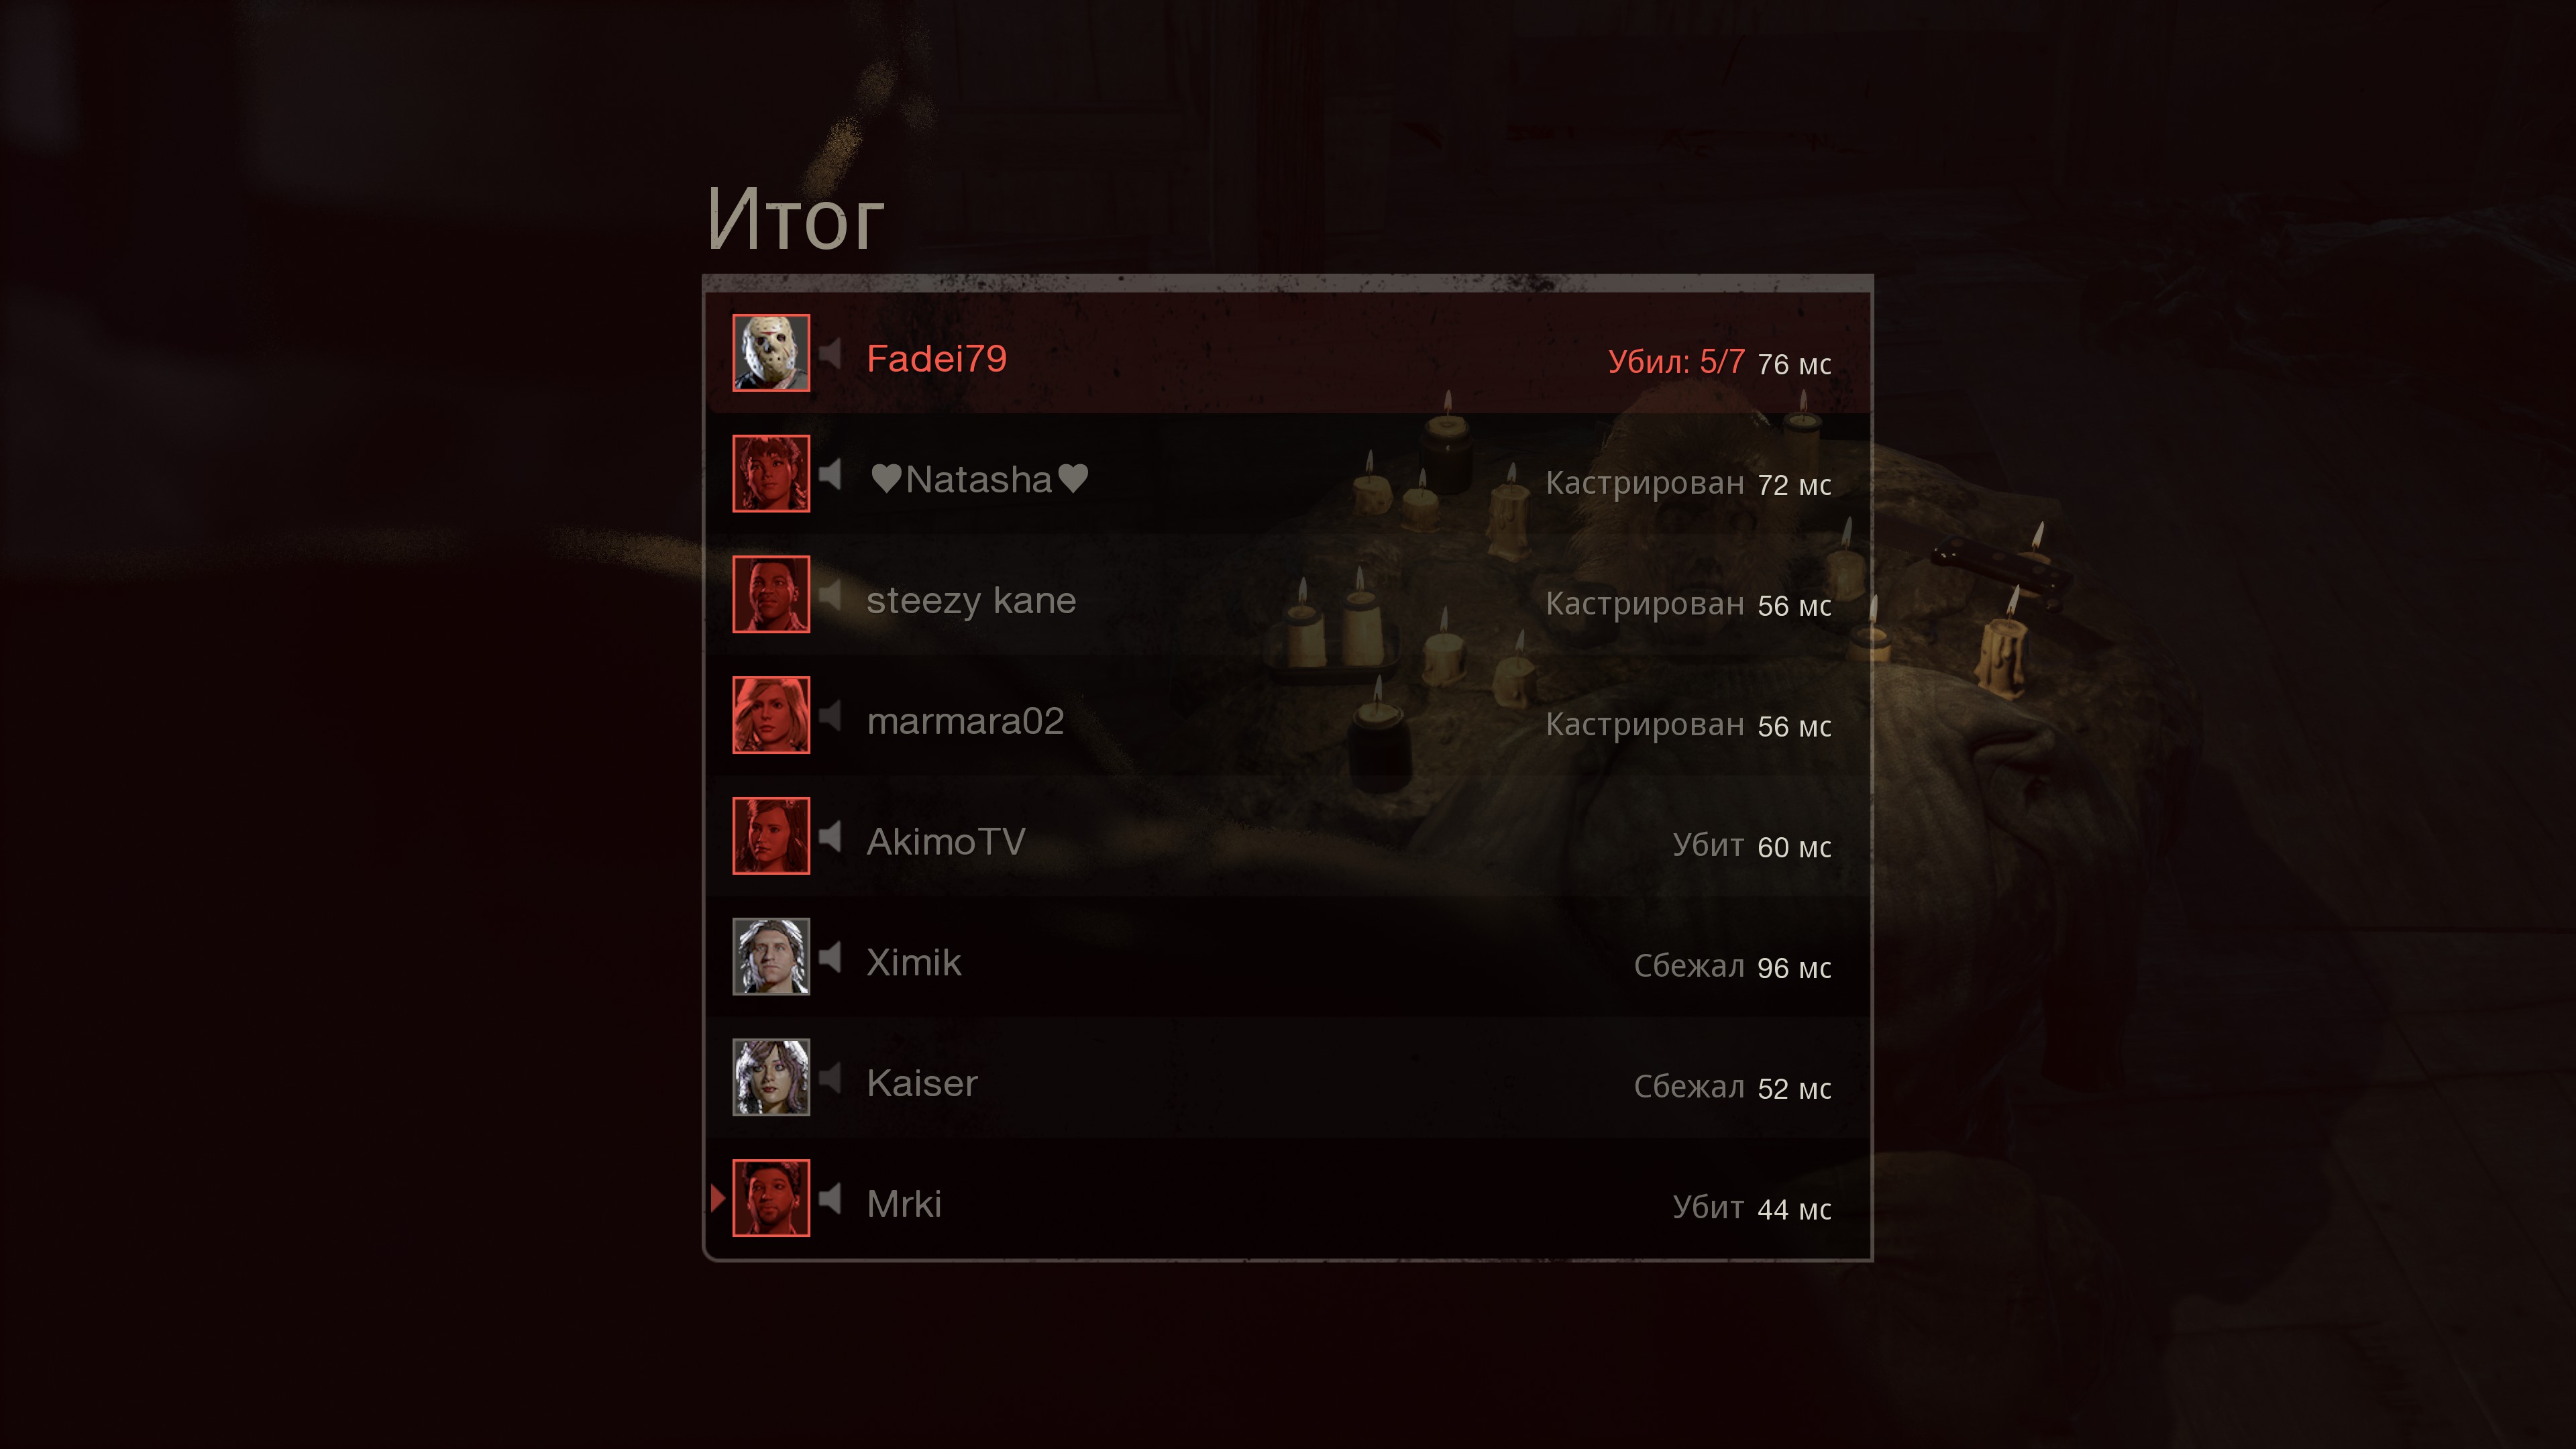 Итог
Fadei79 Убил: 5/7 76 мс
♥Natasha♥ Кастрирован 72 мс
steezy kane Кастрирован 56 мс
marmara02 Кастрирован 56 мс
AkimoTV Убит 60 мс
Ximik Сбежал 96 мс
Kaiser Сбежал 52 мс
Mrki Убит 44 мс